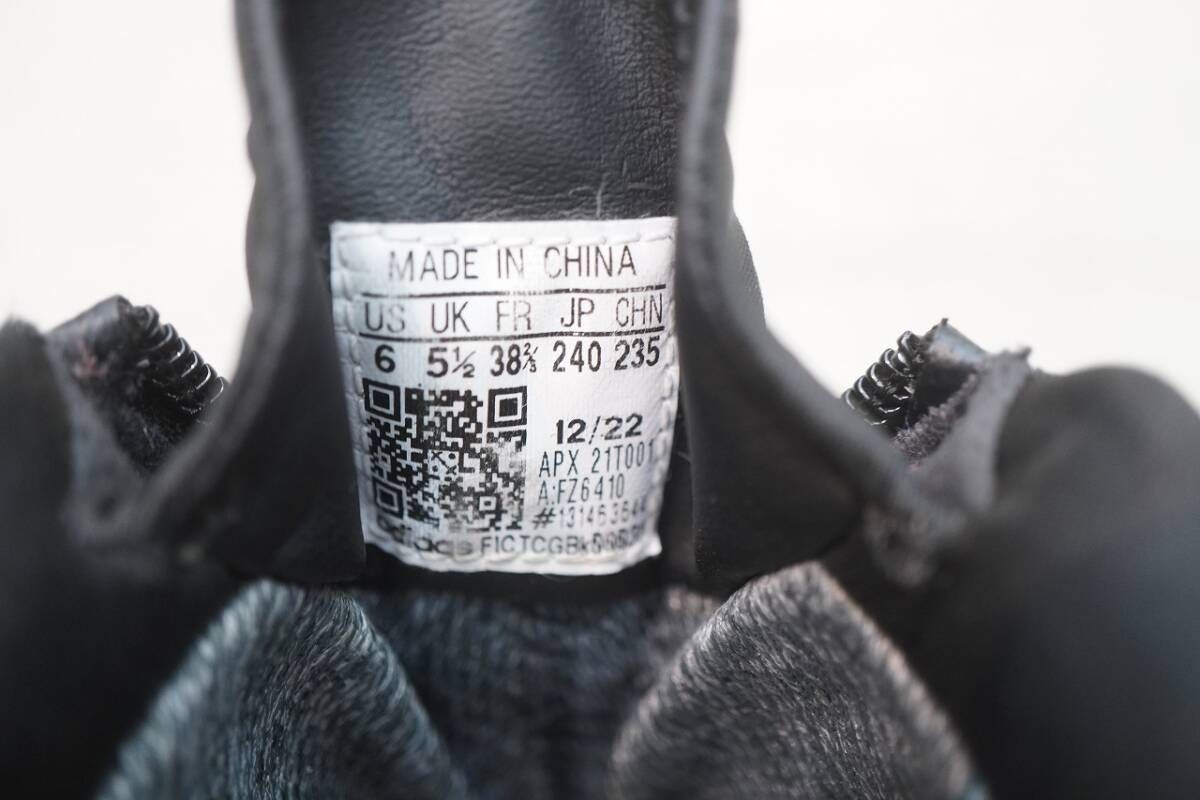 MADE IN CHINA
US UK FR JP CHN
6 5½ 38⅔ 240 235
12/22
APX 21T001
A:FZ6410
adidas